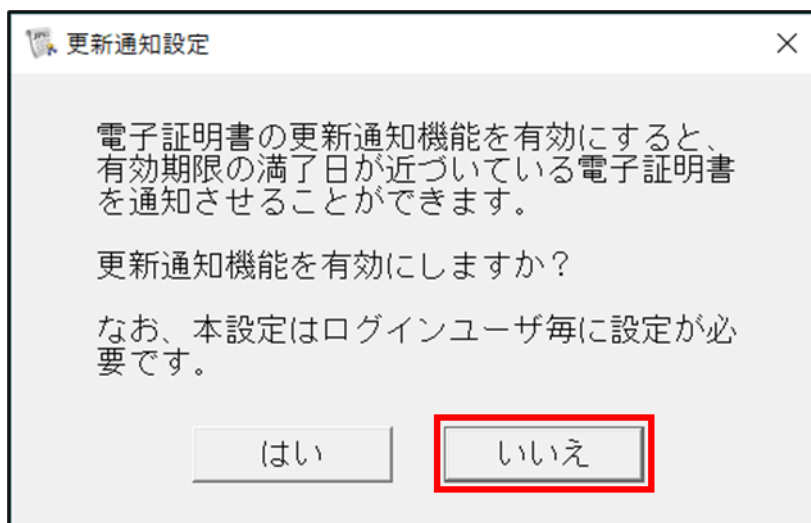 更新通知設定
電子証明書の更新通知機能を有効にすると、
有効期限の満了日が近づいている電子証明書
を通知させることができます。
更新通知機能を有効にしますか？
なお、本設定はログインユーザ毎に設定が必
要です。
はい
いいえ